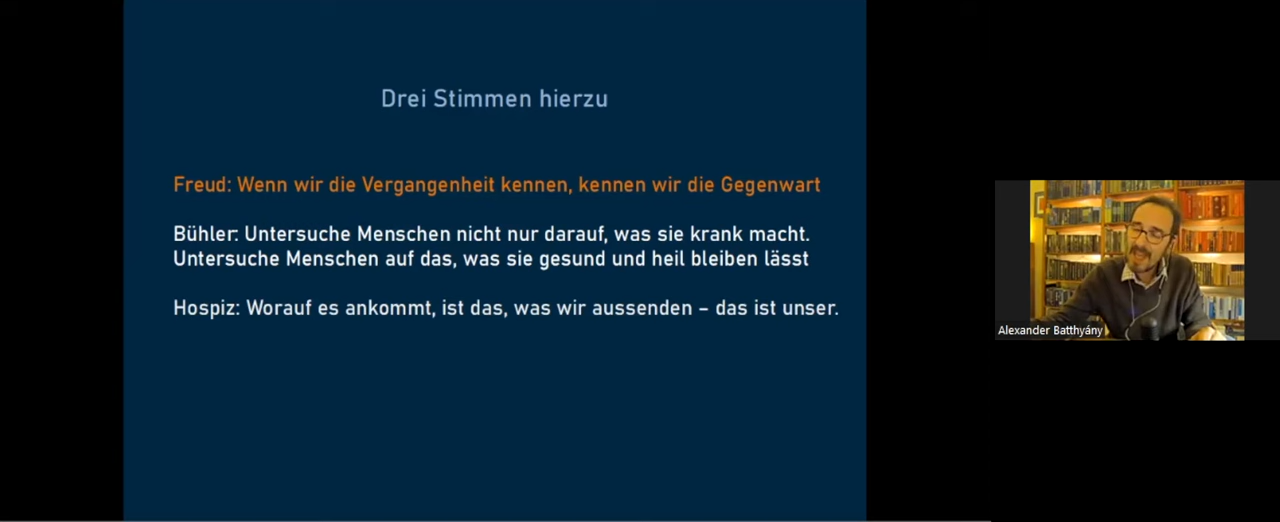 Drei Stimmen hierzu
Freud: Wenn wir die Vergangenheit kennen, kennen wir die Gegenwart
Bühler: Untersuche Menschen nicht nur darauf, was sie krank macht.
Untersuche Menschen auf das, was sie gesund und heil bleiben lässt
Hospiz: Worauf es ankommt, ist das, was wir aussenden – das ist unser.
Alexander Batthyány